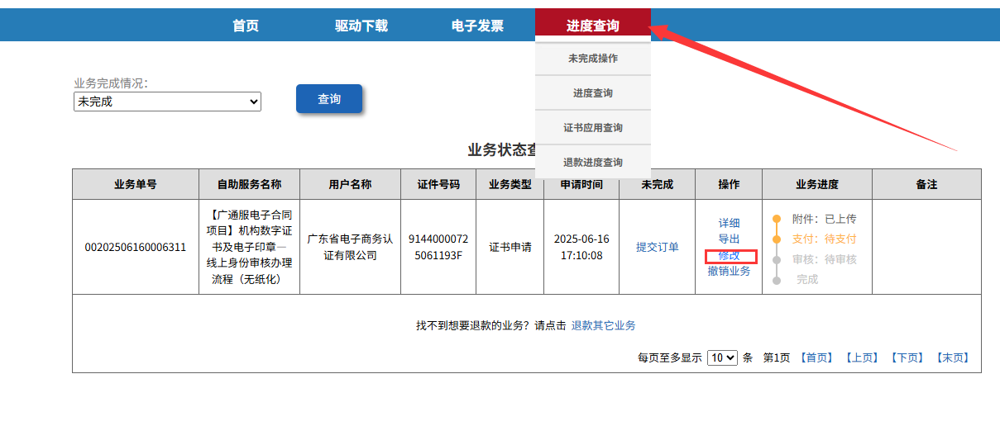 首页 驱动下载 电子发票 进度查询
未完成操作
进度查询
证书应用查询
退款进度查询
业务完成情况：
未完成 查询
业务状态查
业务单号 自助服务名称 用户名称 证件号码 业务类型 申请时间 未完成 操作 业务进度 备注
00202506160006311
【广通服电子合同
项目】机构数字证
书及电子印章—
线上身份审核办理
流程（无纸化）
广东省电子商务认
证有限公司
9144000072
5061193F
证书申请
2025-06-16
17:10:08
提交订单
详细
导出
修改
撤销业务
附件：已上传
支付：待支付
审核：待审核
完成
找不到想要退款的业务？请点击 退款其它业务
每页至多显示 10 条 第1页 【首页】 【上页】 【下页】 【末页】